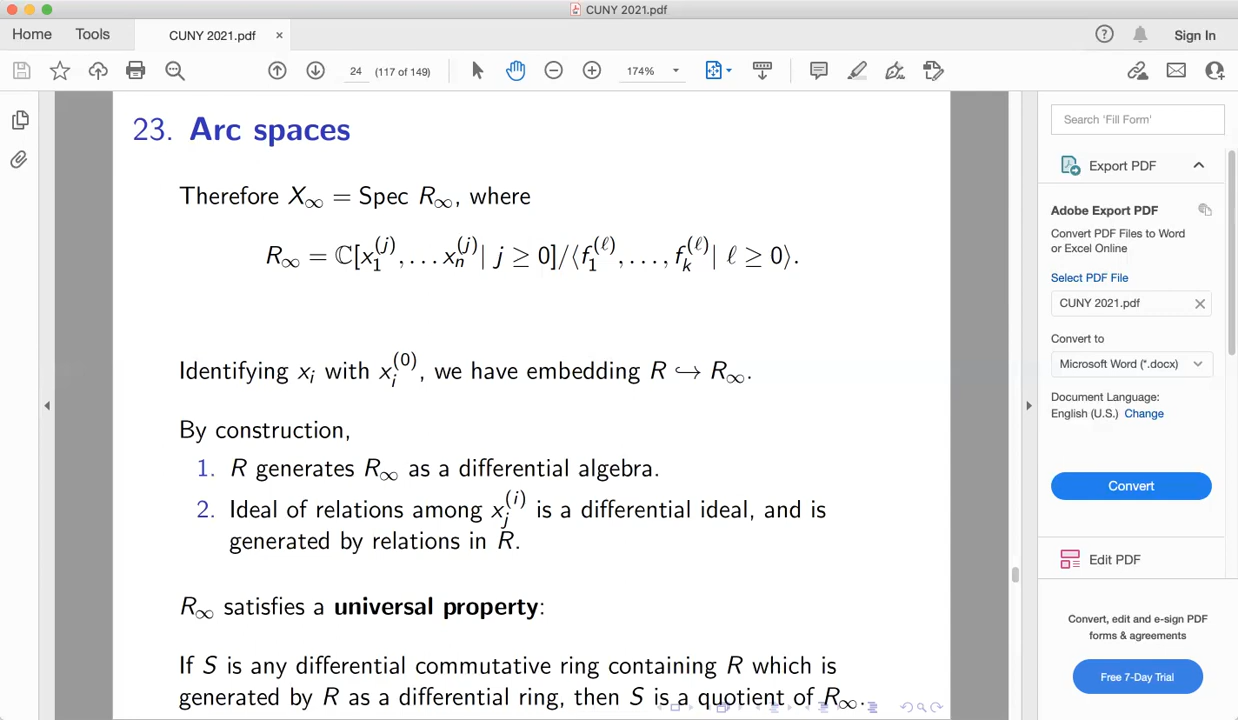 CUNY 2021.pdf
Home Tools CUNY 2021.pdf × Sign In
24 (117 of 149) 174%
23. Arc spaces
Therefore X∞ = Spec R∞, where
R∞ = ℂ[x₁^(j), . . . xₙ^(j)| j ≥ 0]/⟨f₁^(ℓ), . . . , fₖ^(ℓ)| ℓ ≥ 0⟩.
Identifying xᵢ with xᵢ^(0), we have embedding R ↪ R∞.
By construction,
1. R generates R∞ as a differential algebra.
2. Ideal of relations among xⱼ^(i) is a differential ideal, and is
generated by relations in R.
R∞ satisfies a universal property:
If S is any differential commutative ring containing R which is
generated by R as a differential ring, then S is a quotient of R∞.
Search 'Fill Form'
Export PDF
Adobe Export PDF
Convert PDF Files to Word
or Excel Online
Select PDF File
CUNY 2021.pdf
Convert to
Microsoft Word (*.docx)
Document Language:
English (U.S.) Change
Convert
Edit PDF
Convert, edit and e-sign PDF
forms & agreements
Free 7-Day Trial